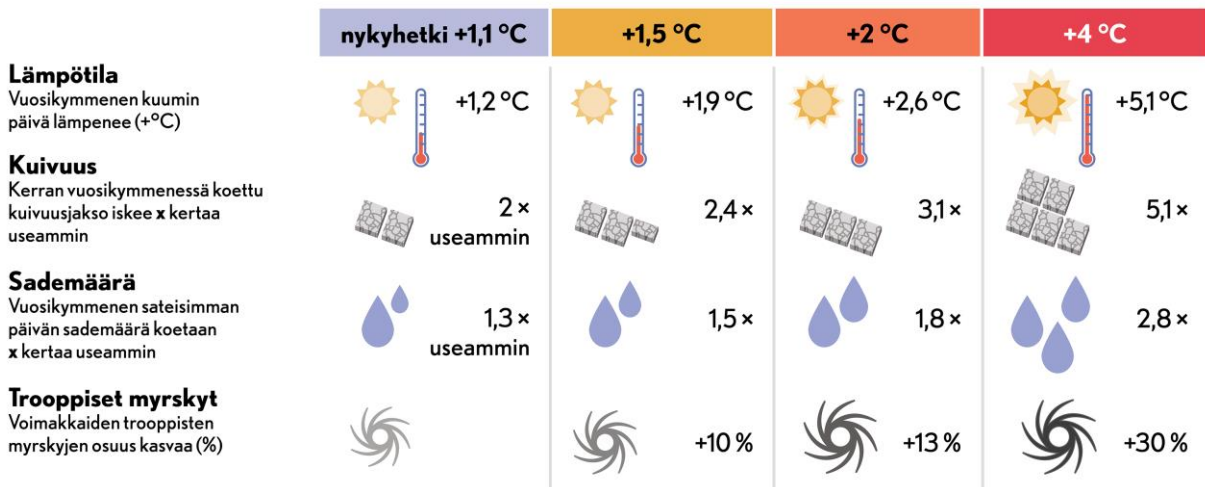 nykyhetki +1,1 °C +1,5 °C +2 °C +4 °C
Lämpötila
Vuosikymmenen kuumin
päivä lämpenee (+°C)
+1,2 °C +1,9 °C +2,6 °C +5,1 °C
Kuivuus
Kerran vuosikymmenessä koettu
kuivuusjakso iskee x kertaa
useammin
2 ×
useammin
2,4 × 3,1 × 5,1 ×
Sademäärä
Vuosikymmenen sateisimman
päivän sademäärä koetaan
x kertaa useammin
1,3 ×
useammin
1,5 × 1,8 × 2,8 ×
Trooppiset myrskyt
Voimakkaiden trooppisten
myrskyjen osuus kasvaa (%)
+10 % +13 % +30 %